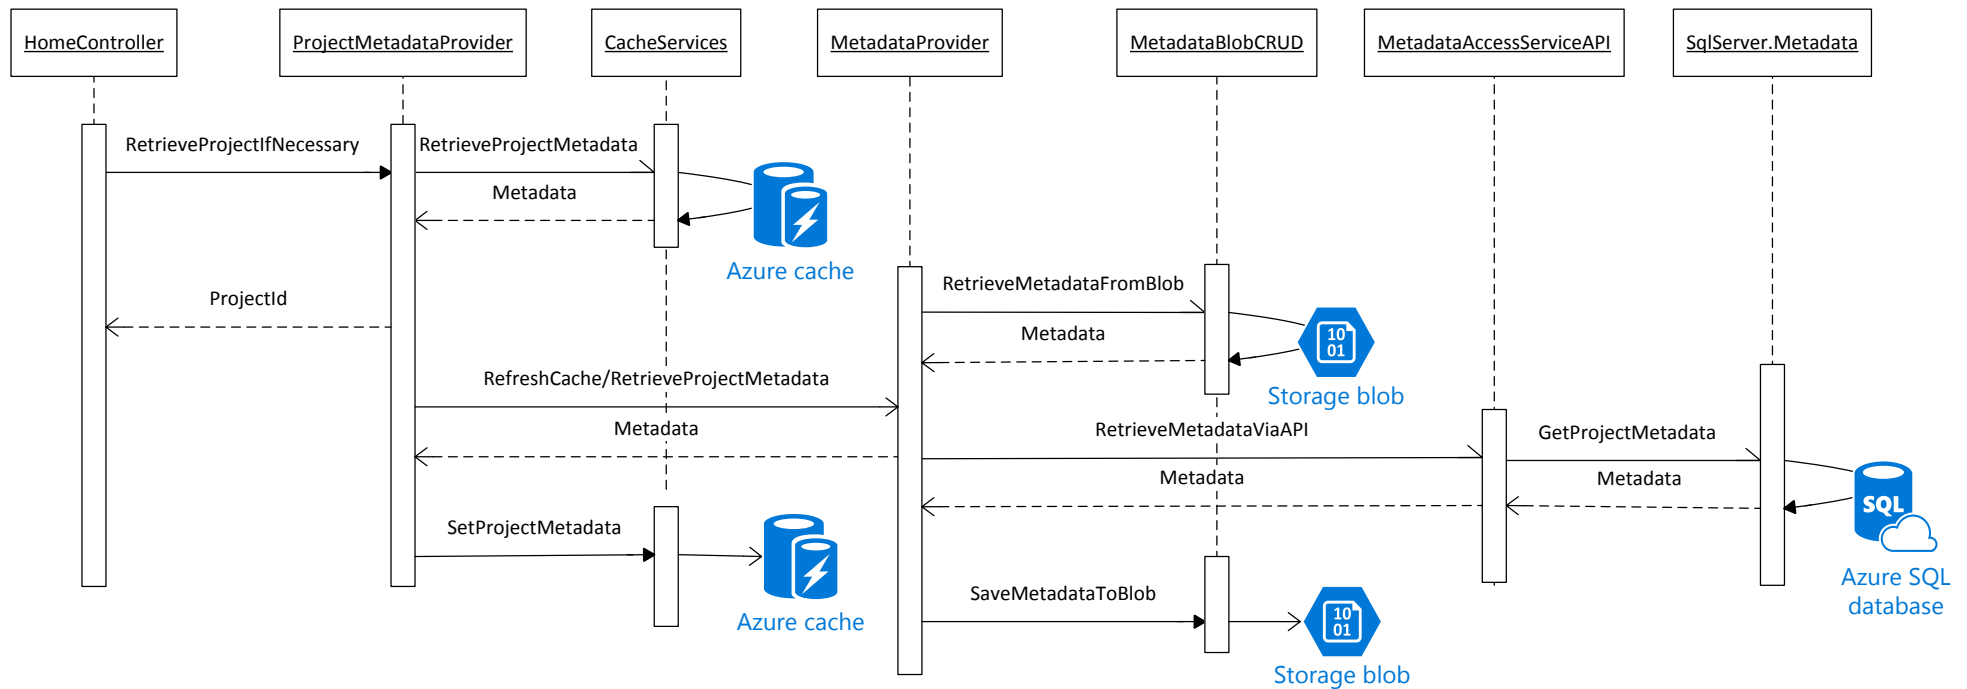 HomeController
ProjectMetadataProvider
CacheServices
MetadataProvider
MetadataBlobCRUD
MetadataAccessServiceAPI
SqlServer.Metadata
RetrieveProjectIfNecessary
RetrieveProjectMetadata
Metadata
Azure cache
RetrieveMetadataFromBlob
ProjectId
Metadata
10
01
RefreshCache/RetrieveProjectMetadata
Storage blob
Metadata
RetrieveMetadataViaAPI
GetProjectMetadata
Metadata
Metadata
SQL
SetProjectMetadata
Azure SQL
database
SaveMetadataToBlob
10
01
Azure cache
Storage blob